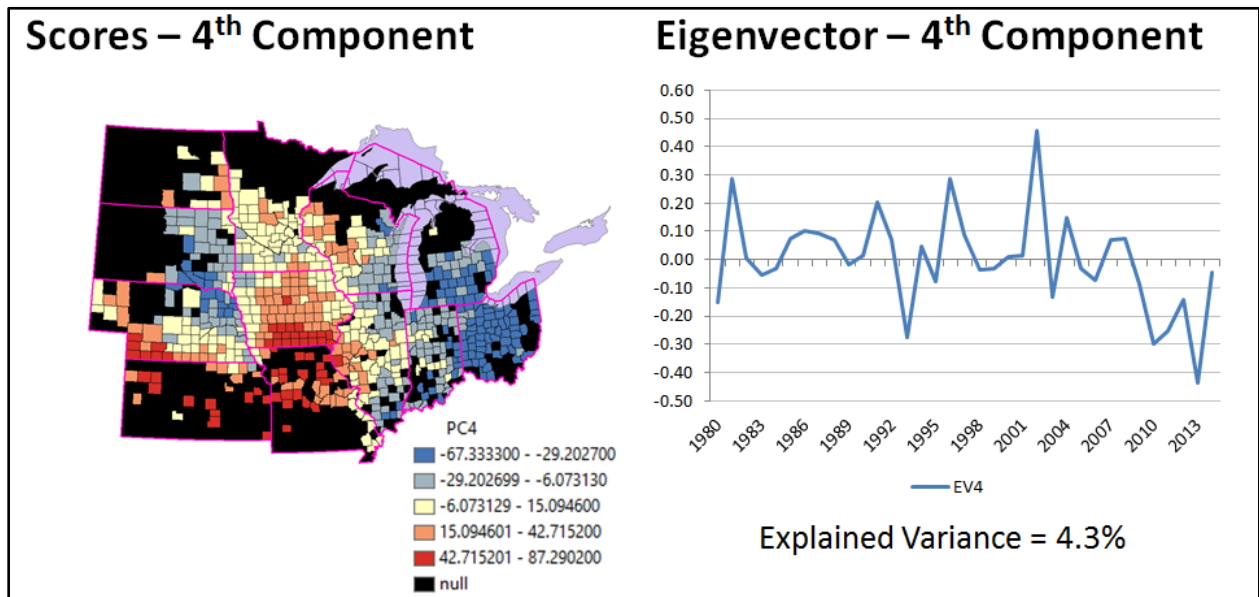 Scores – 4th Component
PC4
-67.333300 - -29.202700
-29.202699 - -6.073130
-6.073129 - 15.094600
15.094601 - 42.715200
42.715201 - 87.290200
null
Eigenvector – 4th Component
0.60
0.50
0.40
0.30
0.20
0.10
0.00
-0.10
-0.20
-0.30
-0.40
-0.50
1980
1983
1986
1989
1992
1995
1998
2001
2004
2007
2010
2013
EV4
Explained Variance = 4.3%